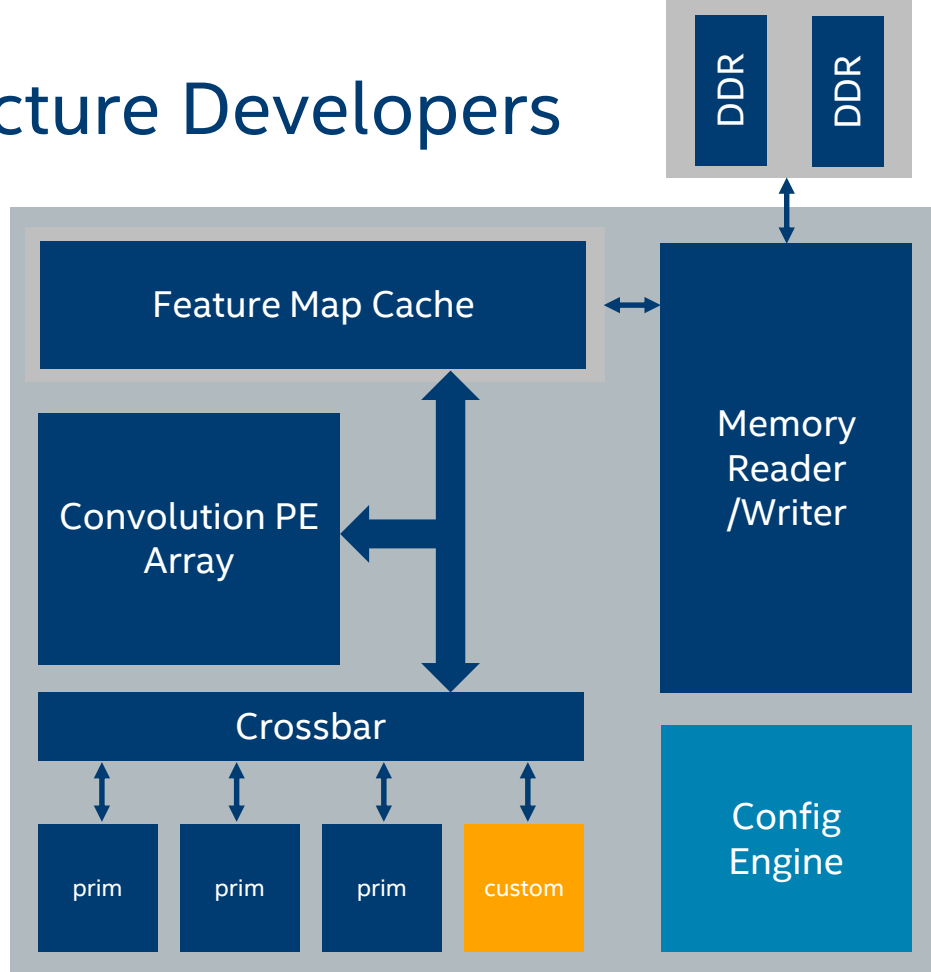 DDR
DDR
cture Developers
Feature Map Cache
Memory
Reader
/Writer
Convolution PE
Array
Crossbar
prim
prim
prim
custom
Config
Engine